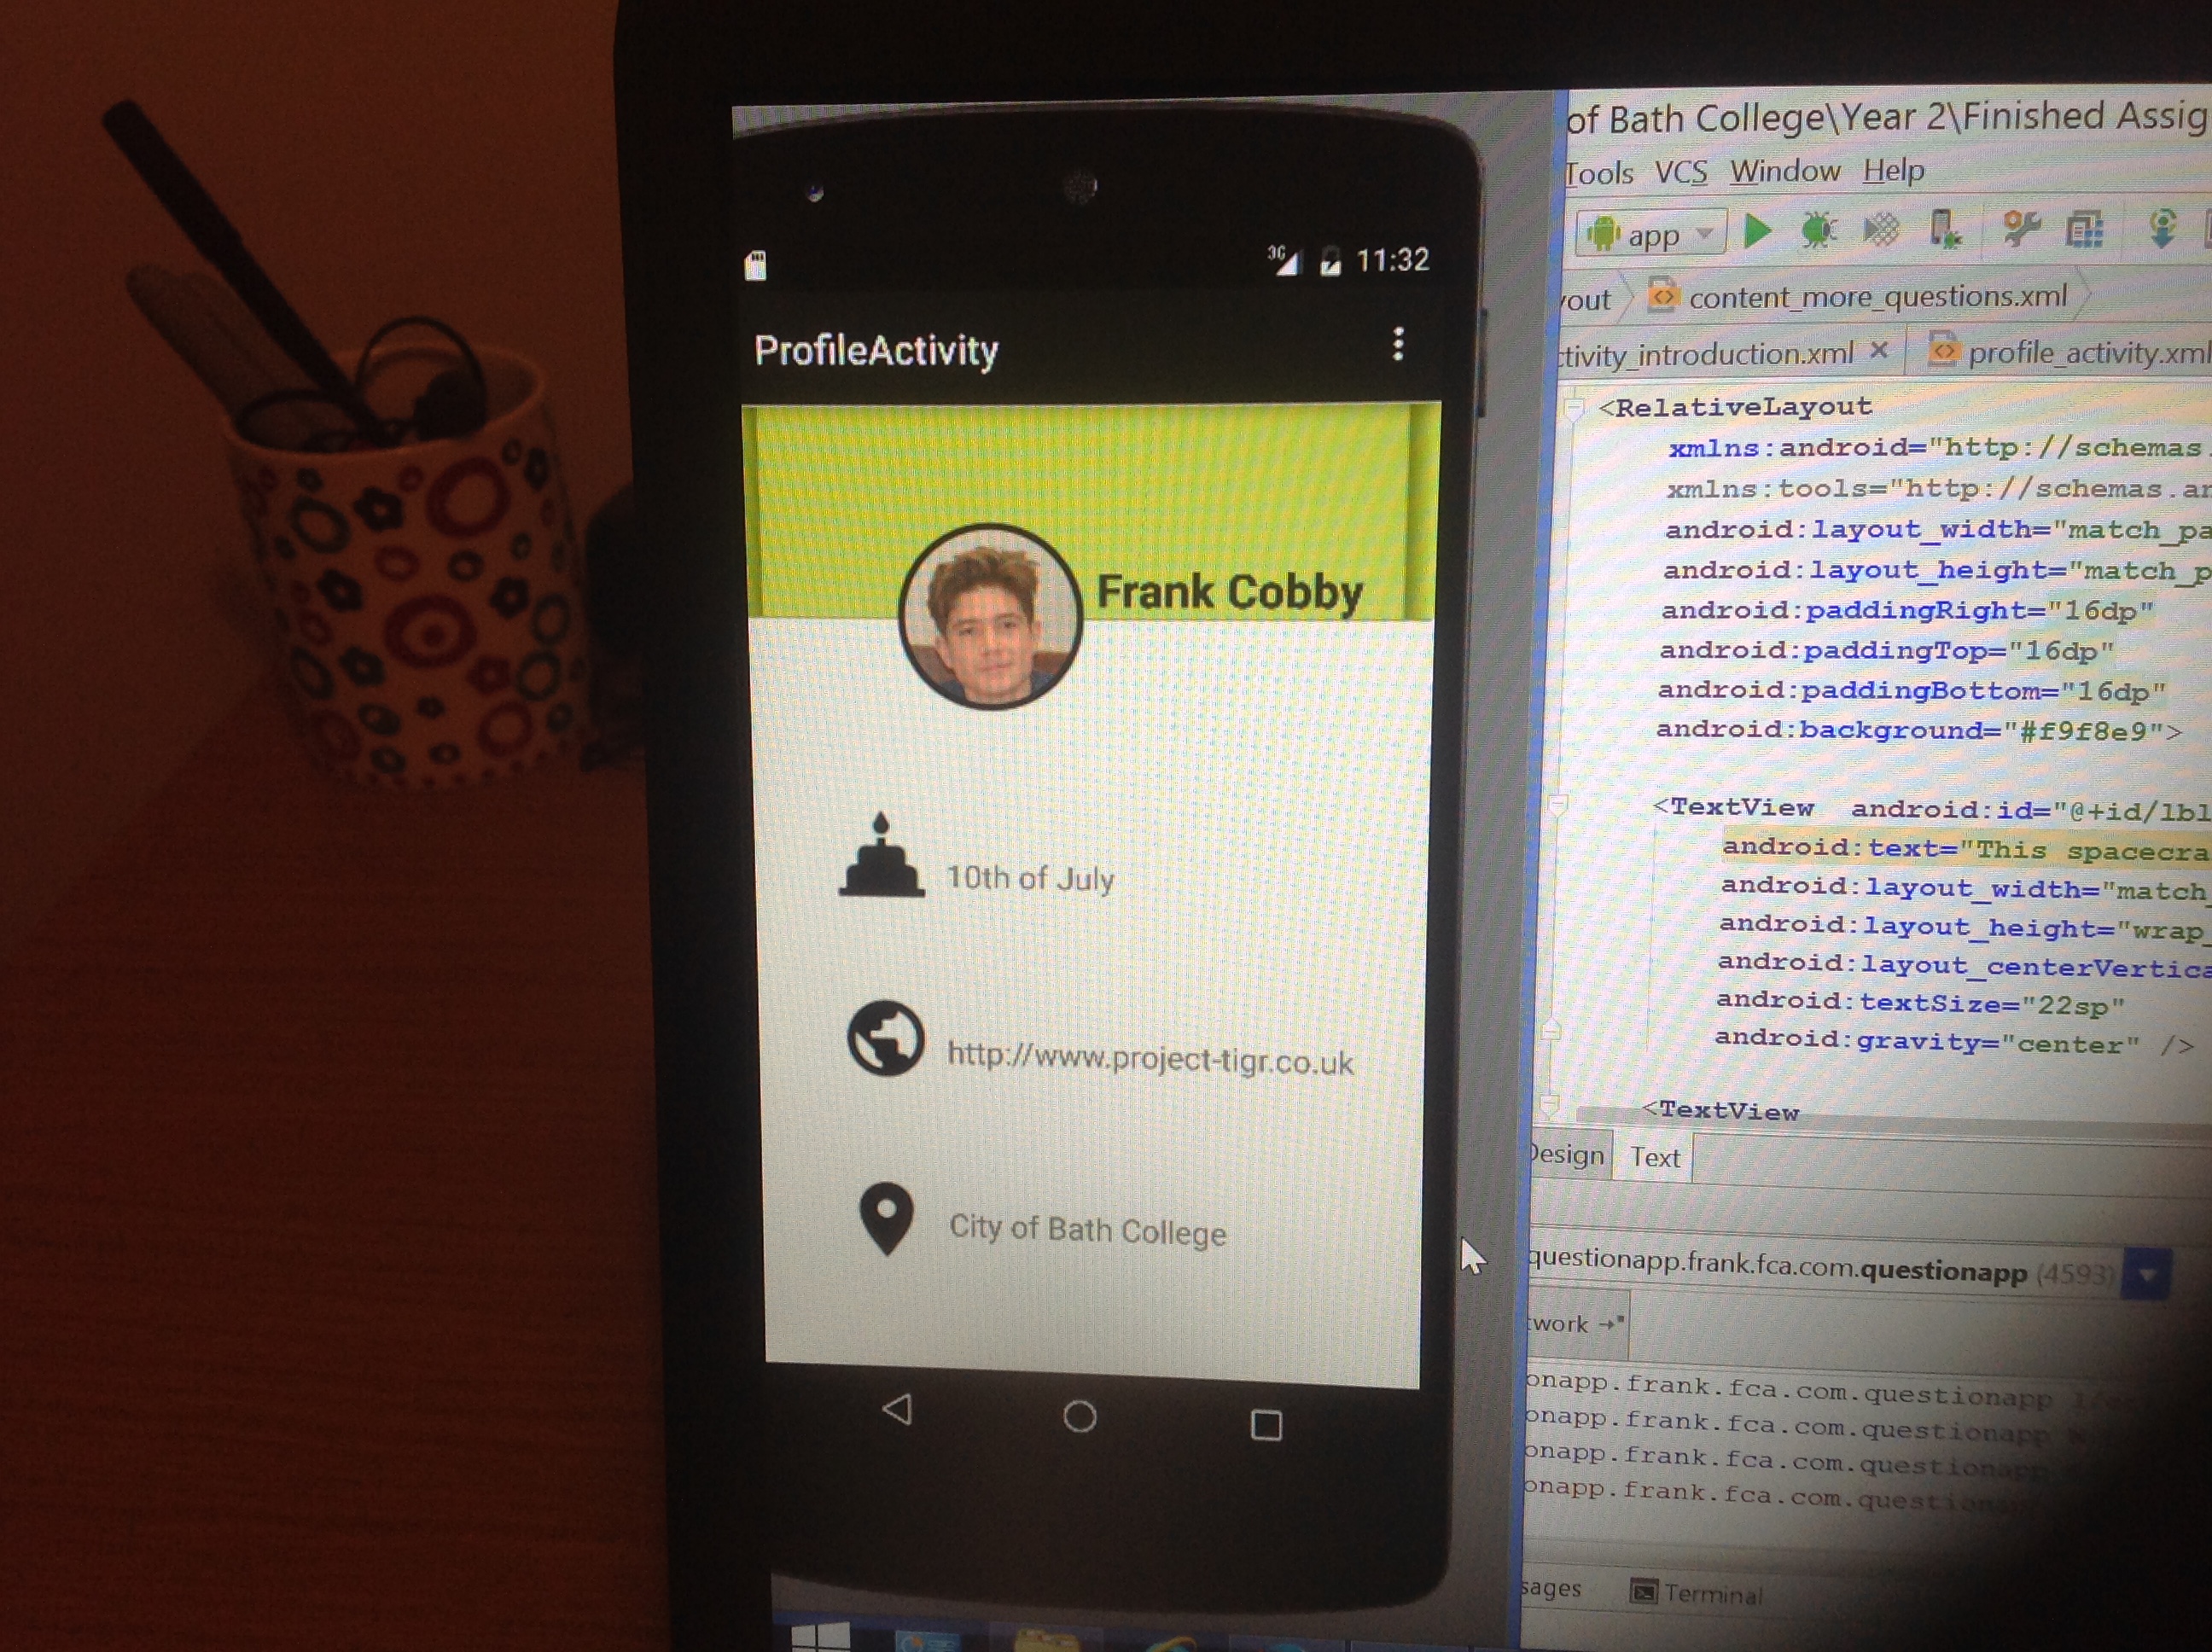 3G 11:32
ProfileActivity
Frank Cobby
10th of July
http://www.project-tigr.co.uk
City of Bath College
of Bath College\Year 2\Finished Assig
Tools VCS Window Help
app
content_more_questions.xml
ctivity_introduction.xml × profile_activity.xml
<RelativeLayout
xmlns:android="http://schemas.
xmlns:tools="http://schemas.an
android:layout_width="match_pa
android:layout_height="match_p
android:paddingRight="16dp"
android:paddingTop="16dp"
android:paddingBottom="16dp"
android:background="#f9f8e9">
<TextView android:id="@+id/lbl
android:text="This spacecra
android:layout_width="match_
android:layout_height="wrap_
android:layout_centerVertica
android:textSize="22sp"
android:gravity="center" />
<TextView
Design Text
questionapp.frank.fca.com.questionapp (4593)
twork
onapp.frank.fca.com.questionapp
onapp.frank.fca.com.questionapp
onapp.frank.fca.com.questionapp
onapp.frank.fca.com.question
sages Terminal